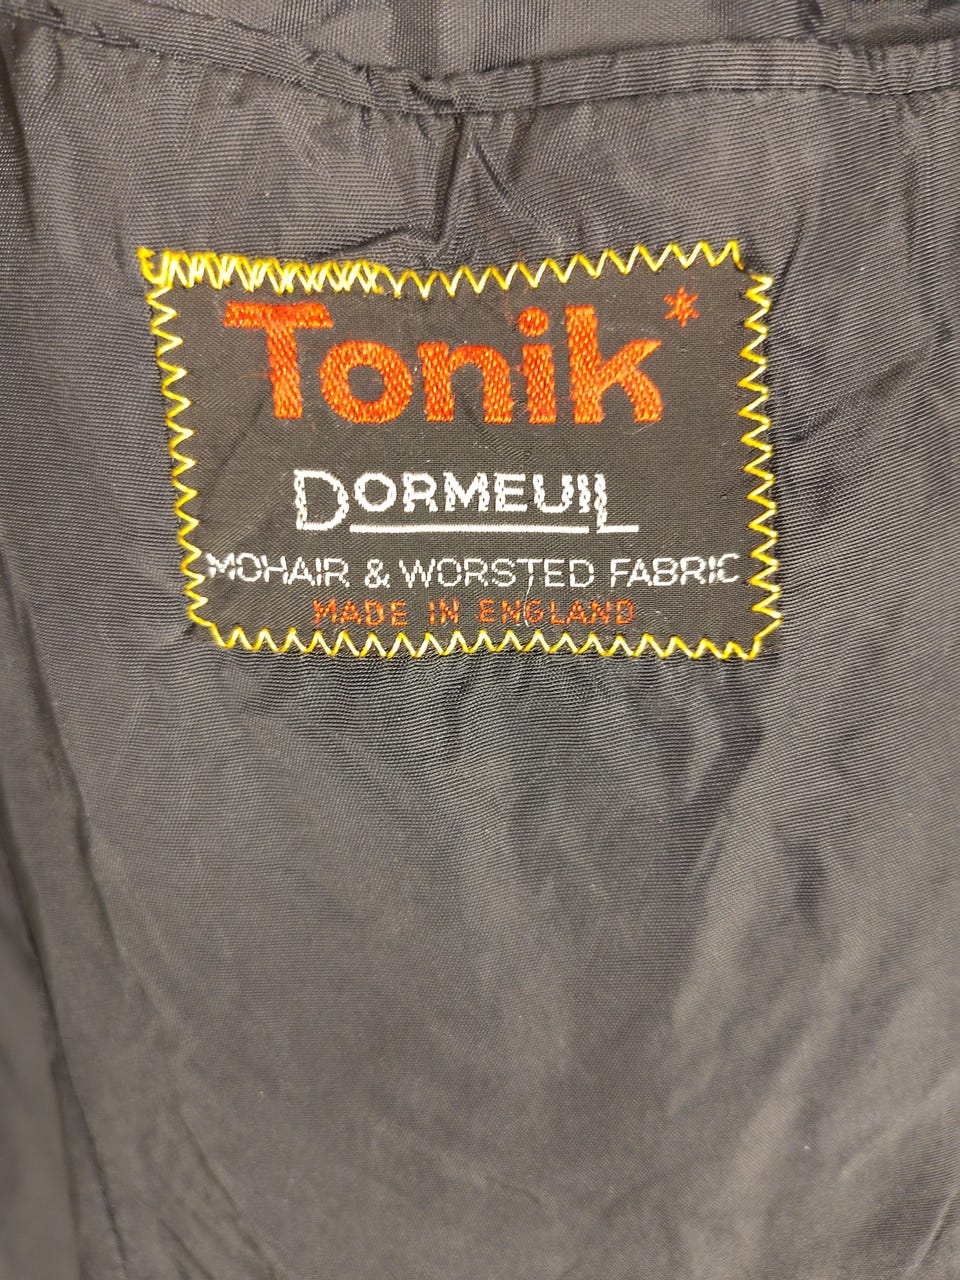 Tonik*
DORMEUIL
MOHAIR & WORSTED FABRIC
MADE IN ENGLAND